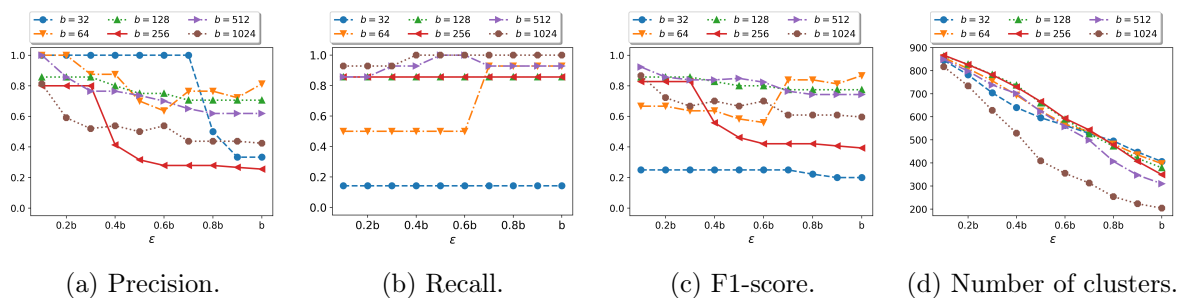 b = 32 b = 128 b = 512
b = 64 b = 256 b = 1024
1.0
0.8
0.6
0.4
0.2
0.0
0.2b 0.4b 0.6b 0.8b b
ε
(a) Precision.
b = 32 b = 128 b = 512
b = 64 b = 256 b = 1024
1.0
0.8
0.6
0.4
0.2
0.0
0.2b 0.4b 0.6b 0.8b b
ε
(b) Recall.
b = 32 b = 128 b = 512
b = 64 b = 256 b = 1024
1.0
0.8
0.6
0.4
0.2
0.0
0.2b 0.4b 0.6b 0.8b b
ε
(c) F1-score.
b = 32 b = 128 b = 512
b = 64 b = 256 b = 1024
900
800
700
600
500
400
300
200
0.2b 0.4b 0.6b 0.8b b
ε
(d) Number of clusters.